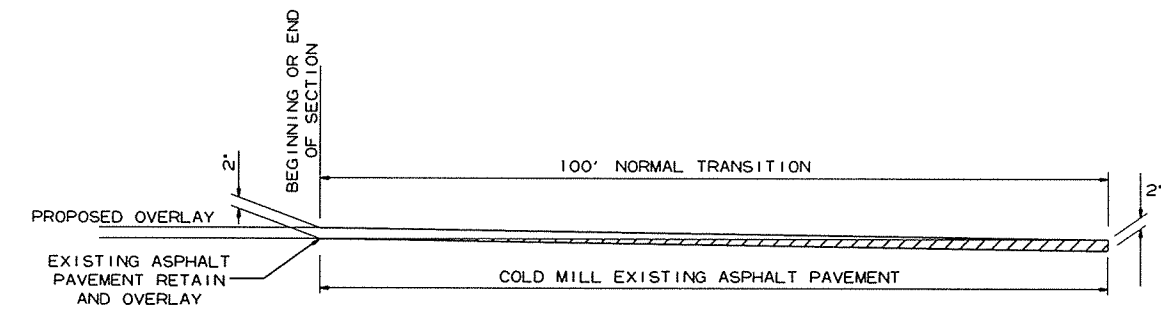 BEGINNING OR END
OF SECTION
2"
100' NORMAL TRANSITION
2"
PROPOSED OVERLAY
EXISTING ASPHALT
PAVEMENT RETAIN
AND OVERLAY
COLD MILL EXISTING ASPHALT PAVEMENT